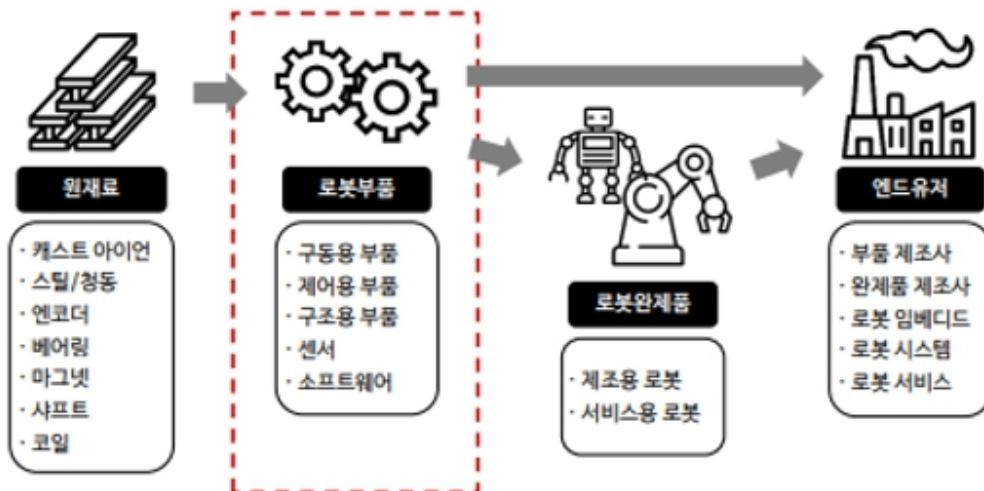 원재료
· 캐스트 아이언
· 스틸/청동
· 엔코더
· 베어링
· 마그넷
· 샤프트
· 코일
로봇부품
· 구동용 부품
· 제어용 부품
· 구조용 부품
· 센서
· 소프트웨어
로봇완제품
· 제조용 로봇
· 서비스용 로봇
엔드유저
· 부품 제조사
· 완제품 제조사
· 로봇 임베디드
· 로봇 시스템
· 로봇 서비스